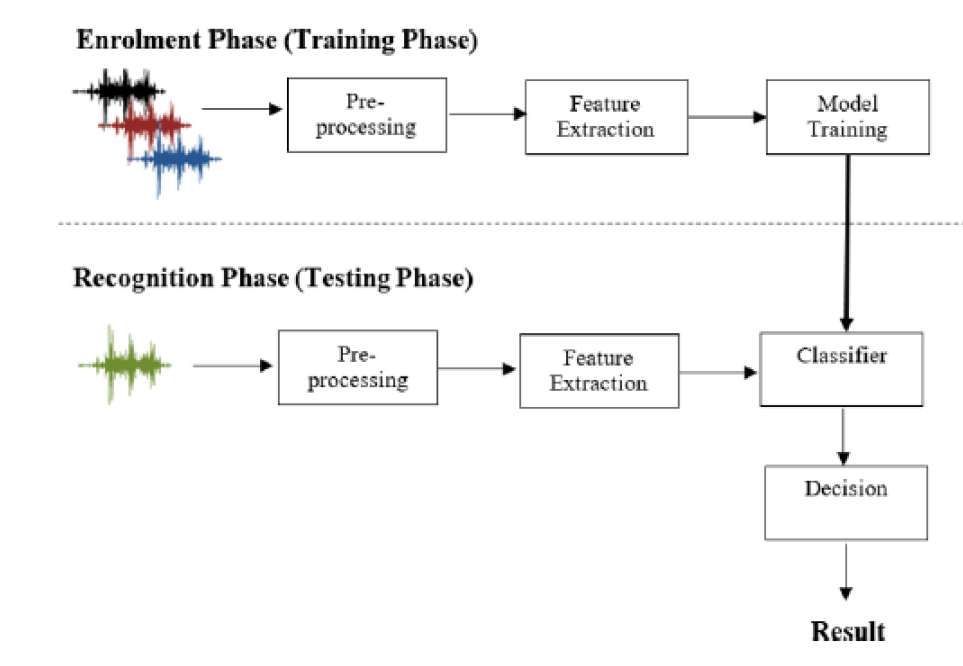 Enrolment Phase (Training Phase)
Pre-
processing
Feature
Extraction
Model
Training
Recognition Phase (Testing Phase)
Pre-
processing
Feature
Extraction
Classifier
Decision
Result